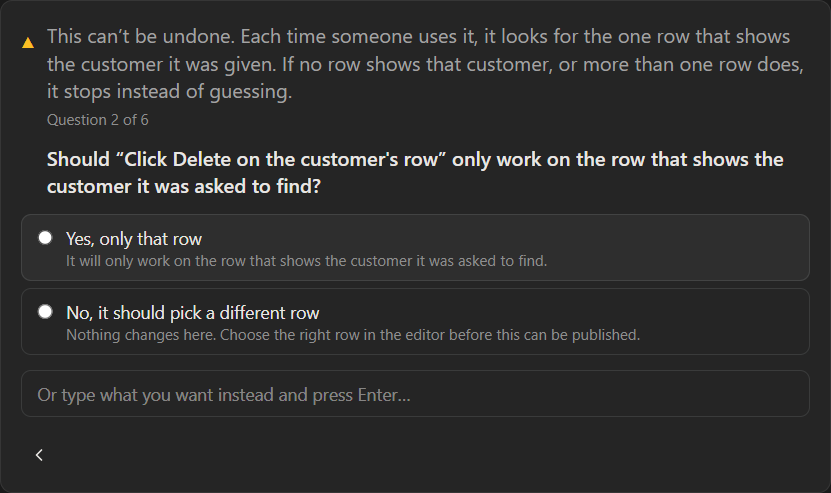 This can’t be undone. Each time someone uses it, it looks for the one row that shows
the customer it was given. If no row shows that customer, or more than one row does,
it stops instead of guessing.
Question 2 of 6
Should “Click Delete on the customer's row” only work on the row that shows the
customer it was asked to find?
Yes, only that row
It will only work on the row that shows the customer it was asked to find.
No, it should pick a different row
Nothing changes here. Choose the right row in the editor before this can be published.
Or type what you want instead and press Enter...